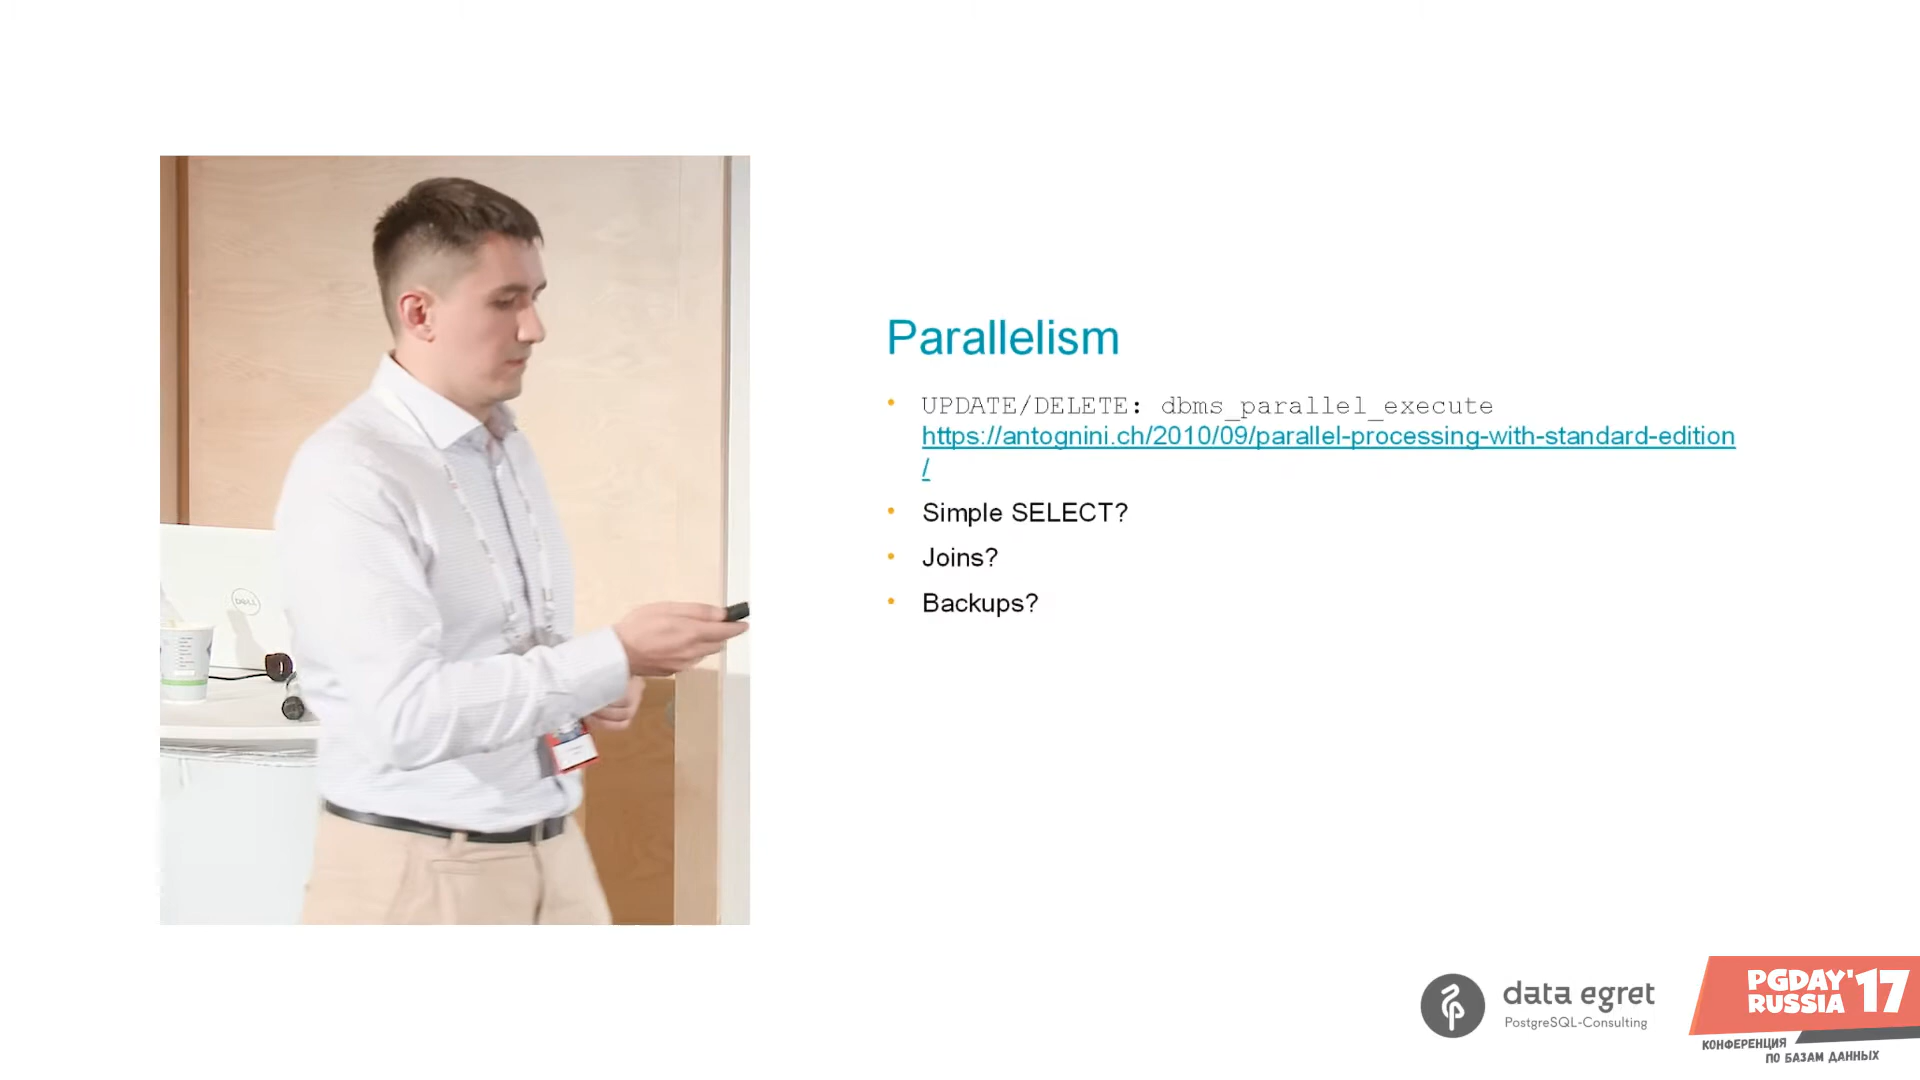 Parallelism
UPDATE/DELETE: dbms_parallel_execute
https://antognini.ch/2010/09/parallel-processing-with-standard-edition
/
Simple SELECT?
Joins?
Backups?
DELL
data egret
PostgreSQL-Consulting
PGDAY'17
RUSSIA
КОНФЕРЕНЦИЯ
ПО БАЗАМ ДАННЫХ